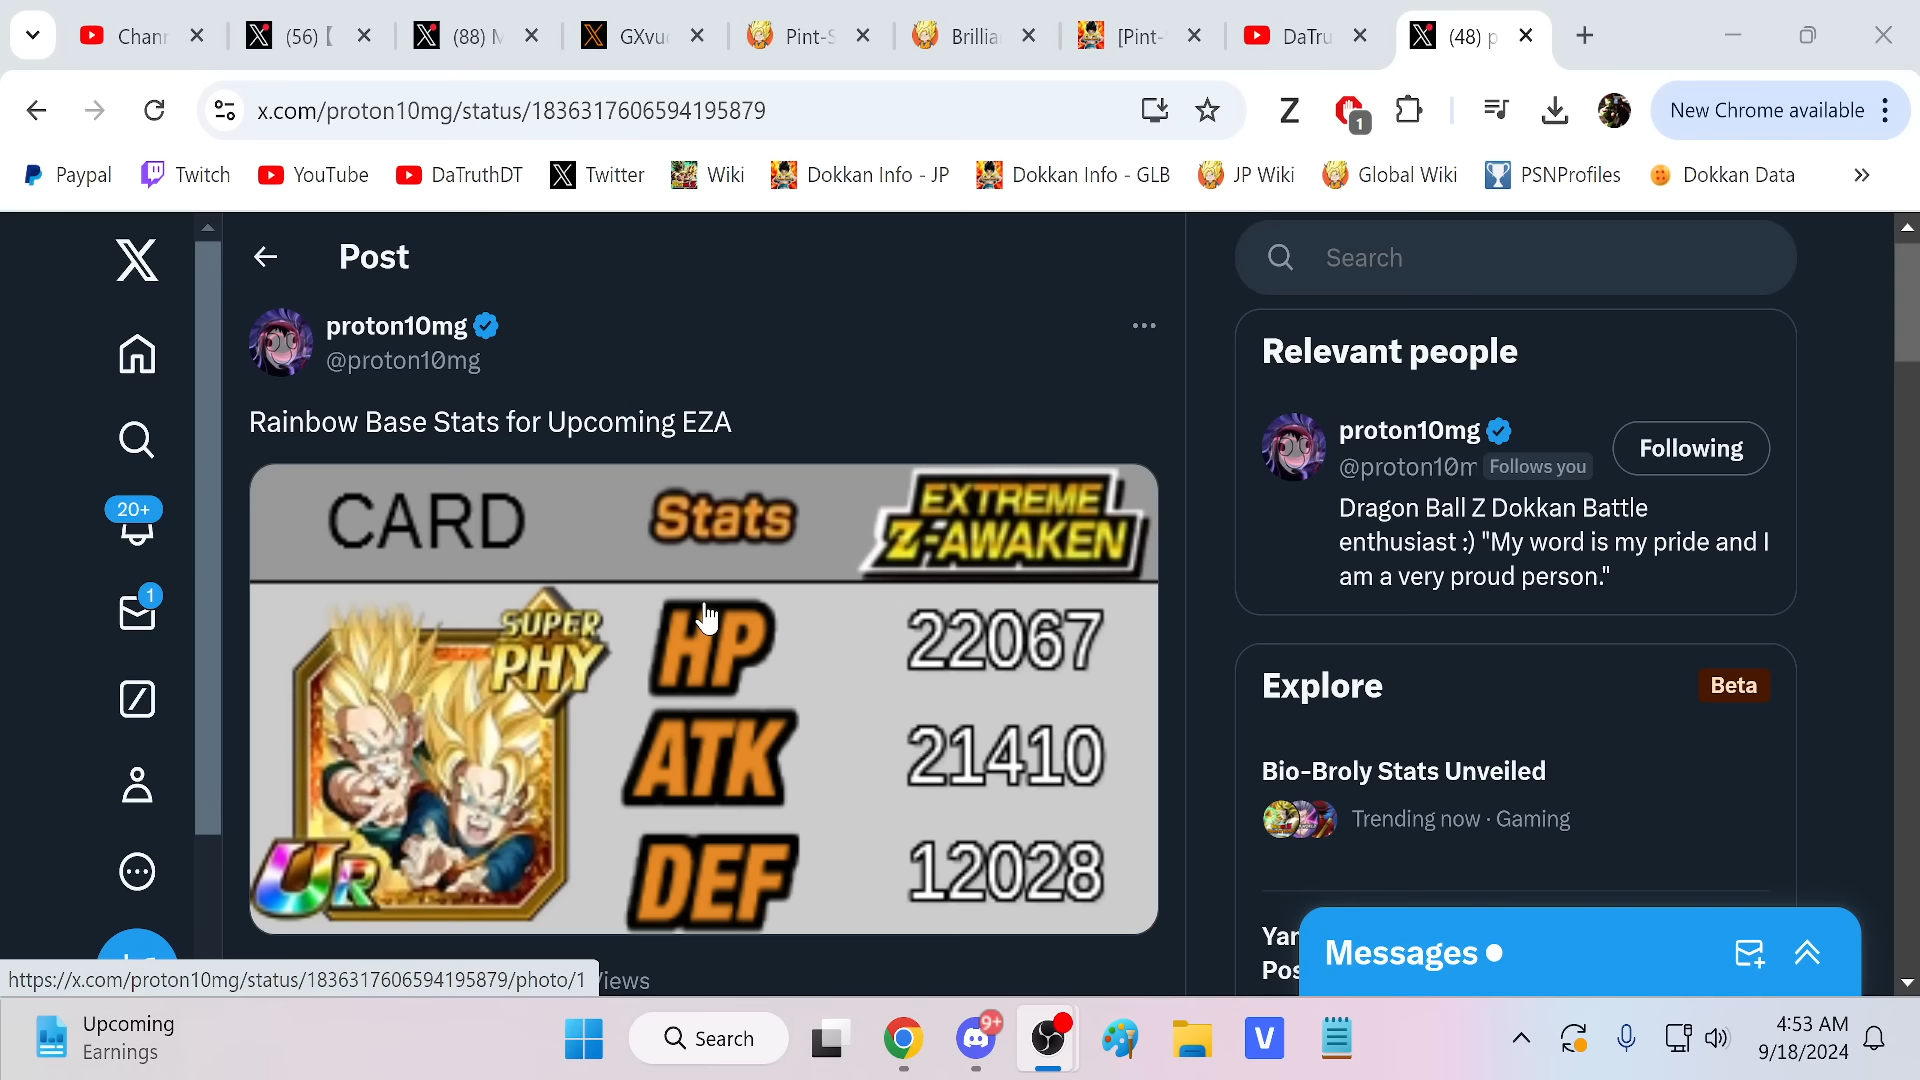 Chan
(56) [
(88) M
GXvu
Pint-S
Brillia
[Pint-
DaTru
(48) p
x.com/proton10mg/status/1836317606594195879
Z
1
New Chrome available
Paypal
Twitch
YouTube
DaTruthDT
Twitter
Wiki
Dokkan Info - JP
Dokkan Info - GLB
JP Wiki
Global Wiki
PSNProfiles
Dokkan Data
Post
Search
proton10mg
@proton10mg
Rainbow Base Stats for Upcoming EZA
CARD
Stats
EXTREME
Z-AWAKEN
SUPER
PHY
UR
HP
22067
ATK
21410
DEF
12028
20+
1
Relevant people
proton10mg
@proton10m
Follows you
Following
Dragon Ball Z Dokkan Battle
enthusiast :) "My word is my pride and I
am a very proud person."
Explore
Beta
Bio-Broly Stats Unveiled
Trending now · Gaming
Yar
Pos
Messages
https://x.com/proton10mg/status/1836317606594195879/photo/1
iews
Upcoming
Earnings
Search
9+
V
4:53 AM
9/18/2024